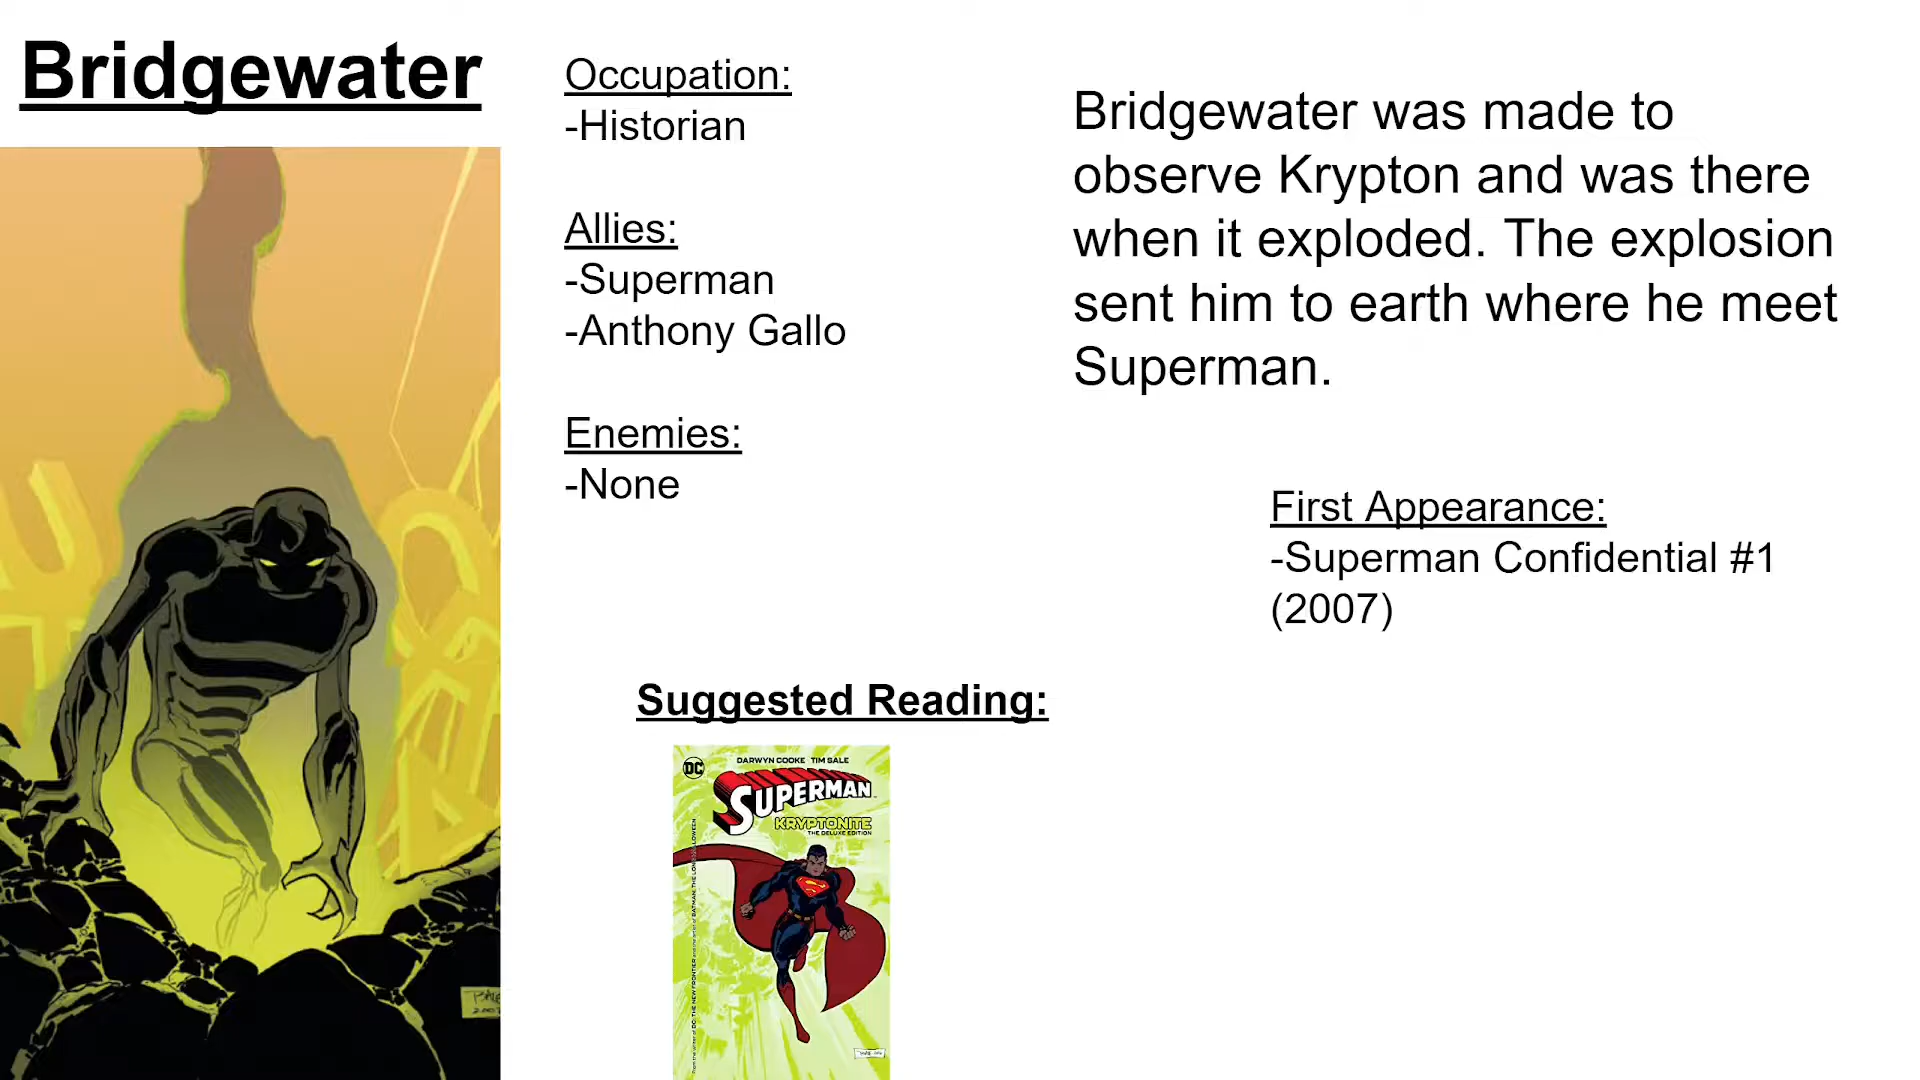 Bridgewater
Occupation:
-Historian
Allies:
-Superman
-Anthony Gallo
Enemies:
-None
Bridgewater was made to
observe Krypton and was there
when it exploded. The explosion
sent him to earth where he meet
Superman.
First Appearance:
-Superman Confidential #1
(2007)
Suggested Reading:
DC
DARWYN COOKE TIM SALE
SUPERMAN
KRYPTONITE
THE DELUXE EDITION